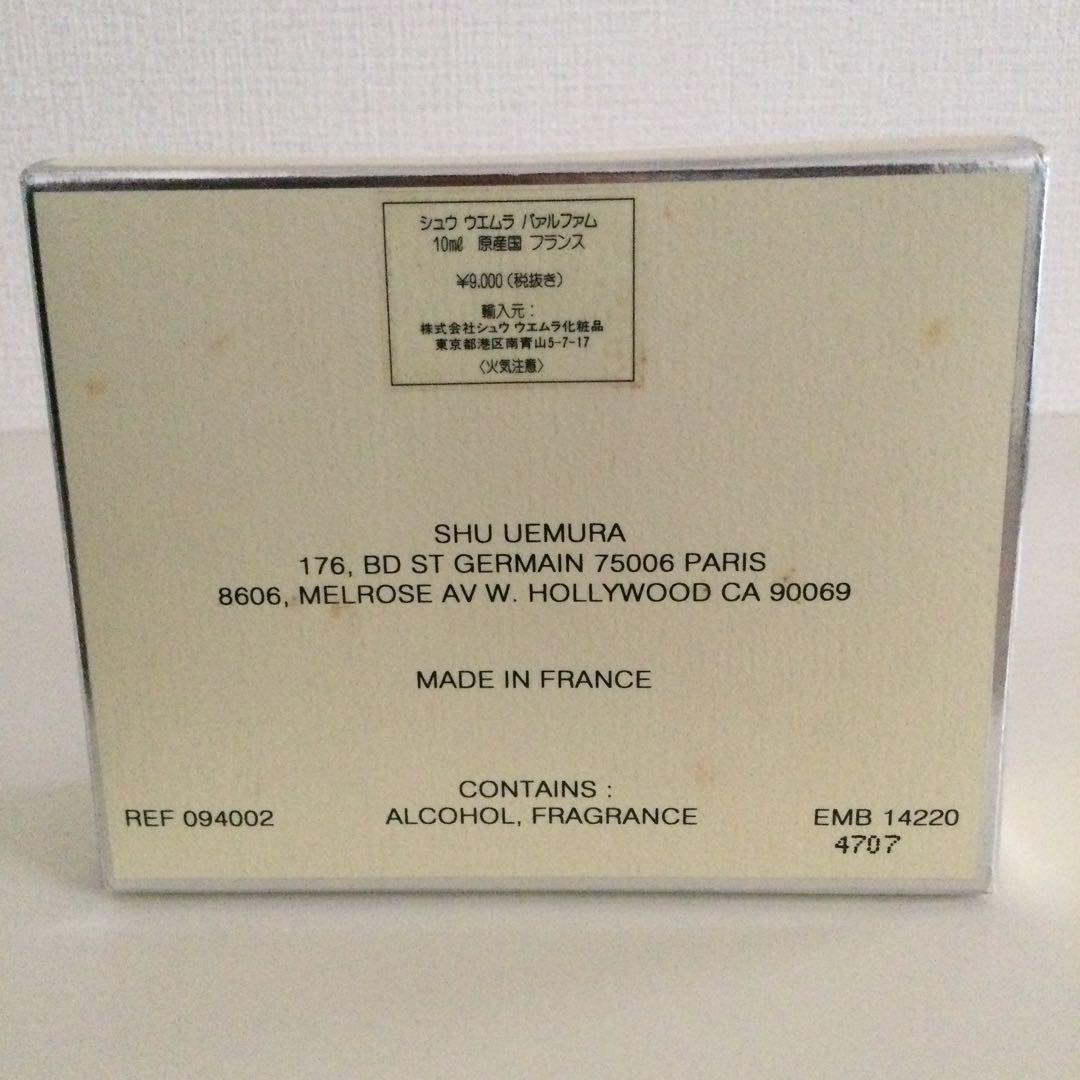 シュウ ウエムラ パァルファム
10mℓ 原産国 フランス
¥9.000(税抜き)
輸入元:
株式会社シュウ ウエムラ化粧品
東京都港区南青山5-7-17
〈火気注意〉
SHU UEMURA
176, BD ST GERMAIN 75006 PARIS
8606, MELROSE AV W. HOLLYWOOD CA 90069
MADE IN FRANCE
CONTAINS :
ALCOHOL, FRAGRANCE
REF 094002
EMB 14220
4707